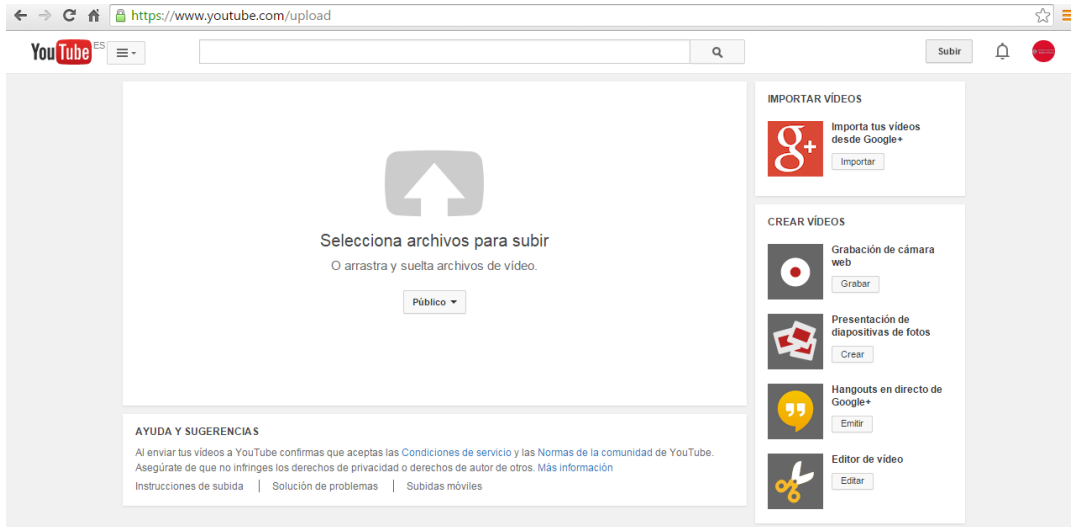 https://www.youtube.com/upload
YouTube ES
Subir
Selecciona archivos para subir
O arrastra y suelta archivos de vídeo.
Público
AYUDA Y SUGERENCIAS
Al enviar tus vídeos a YouTube confirmas que aceptas las Condiciones de servicio y las Normas de la comunidad de YouTube.
Asegúrate de que no infringes los derechos de privacidad o derechos de autor de otros. Más información
Instrucciones de subida | Solución de problemas | Subidas móviles
IMPORTAR VÍDEOS
g+
Importa tus vídeos
desde Google+
Importar
CREAR VÍDEOS
Grabación de cámara
web
Grabar
Presentación de
diapositivas de fotos
Crear
Hangouts en directo de
Google+
Emitir
Editor de vídeo
Editar